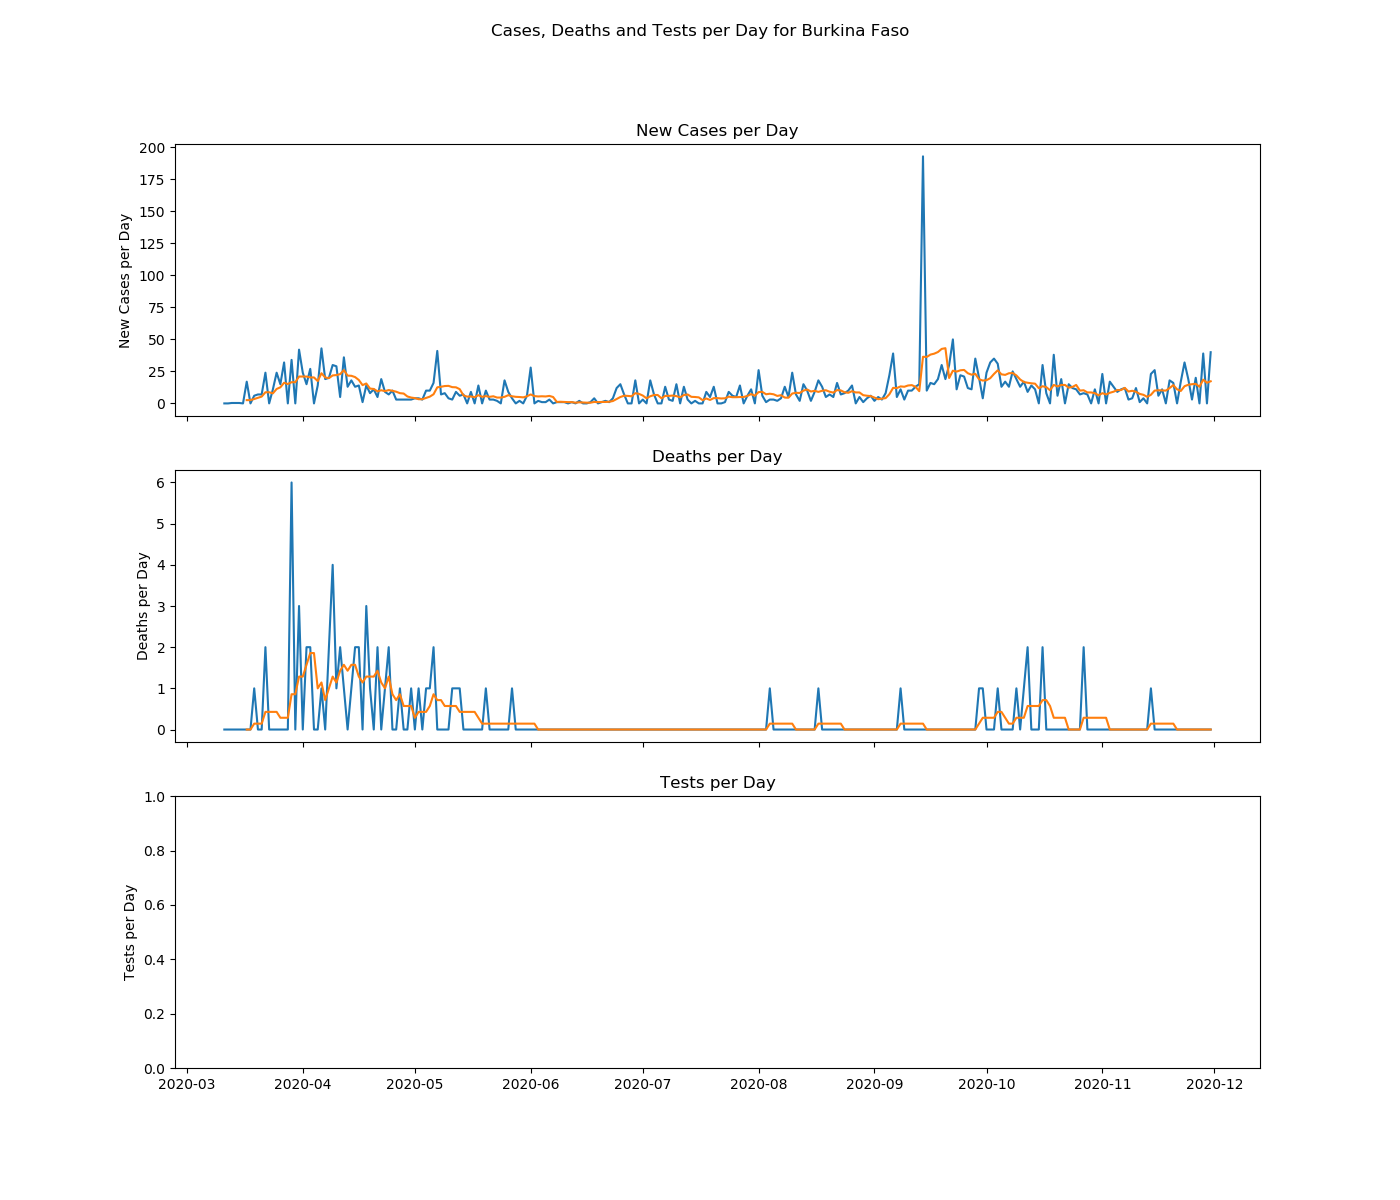 Cases, Deaths and Tests per Day for Burkina Faso
New Cases per Day
New Cases per Day
200
175
150
125
100
75
50
25
0
Deaths per Day
Deaths per Day
6
5
4
3
2
1
0
Tests per Day
Tests per Day
1.0
0.8
0.6
0.4
0.2
0.0
2020-03 2020-04 2020-05 2020-06 2020-07 2020-08 2020-09 2020-10 2020-11 2020-12